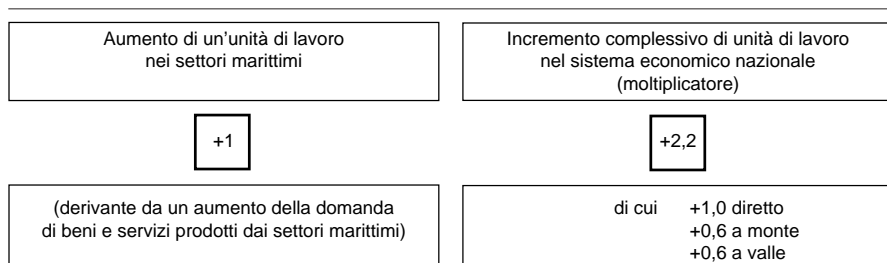 Aumento di un'unità di lavoro
nei settori marittimi
+1
(derivante da un aumento della domanda
di beni e servizi prodotti dai settori marittimi)
Incremento complessivo di unità di lavoro
nel sistema economico nazionale
(moltiplicatore)
+2,2
di cui +1,0 diretto
+0,6 a monte
+0,6 a valle